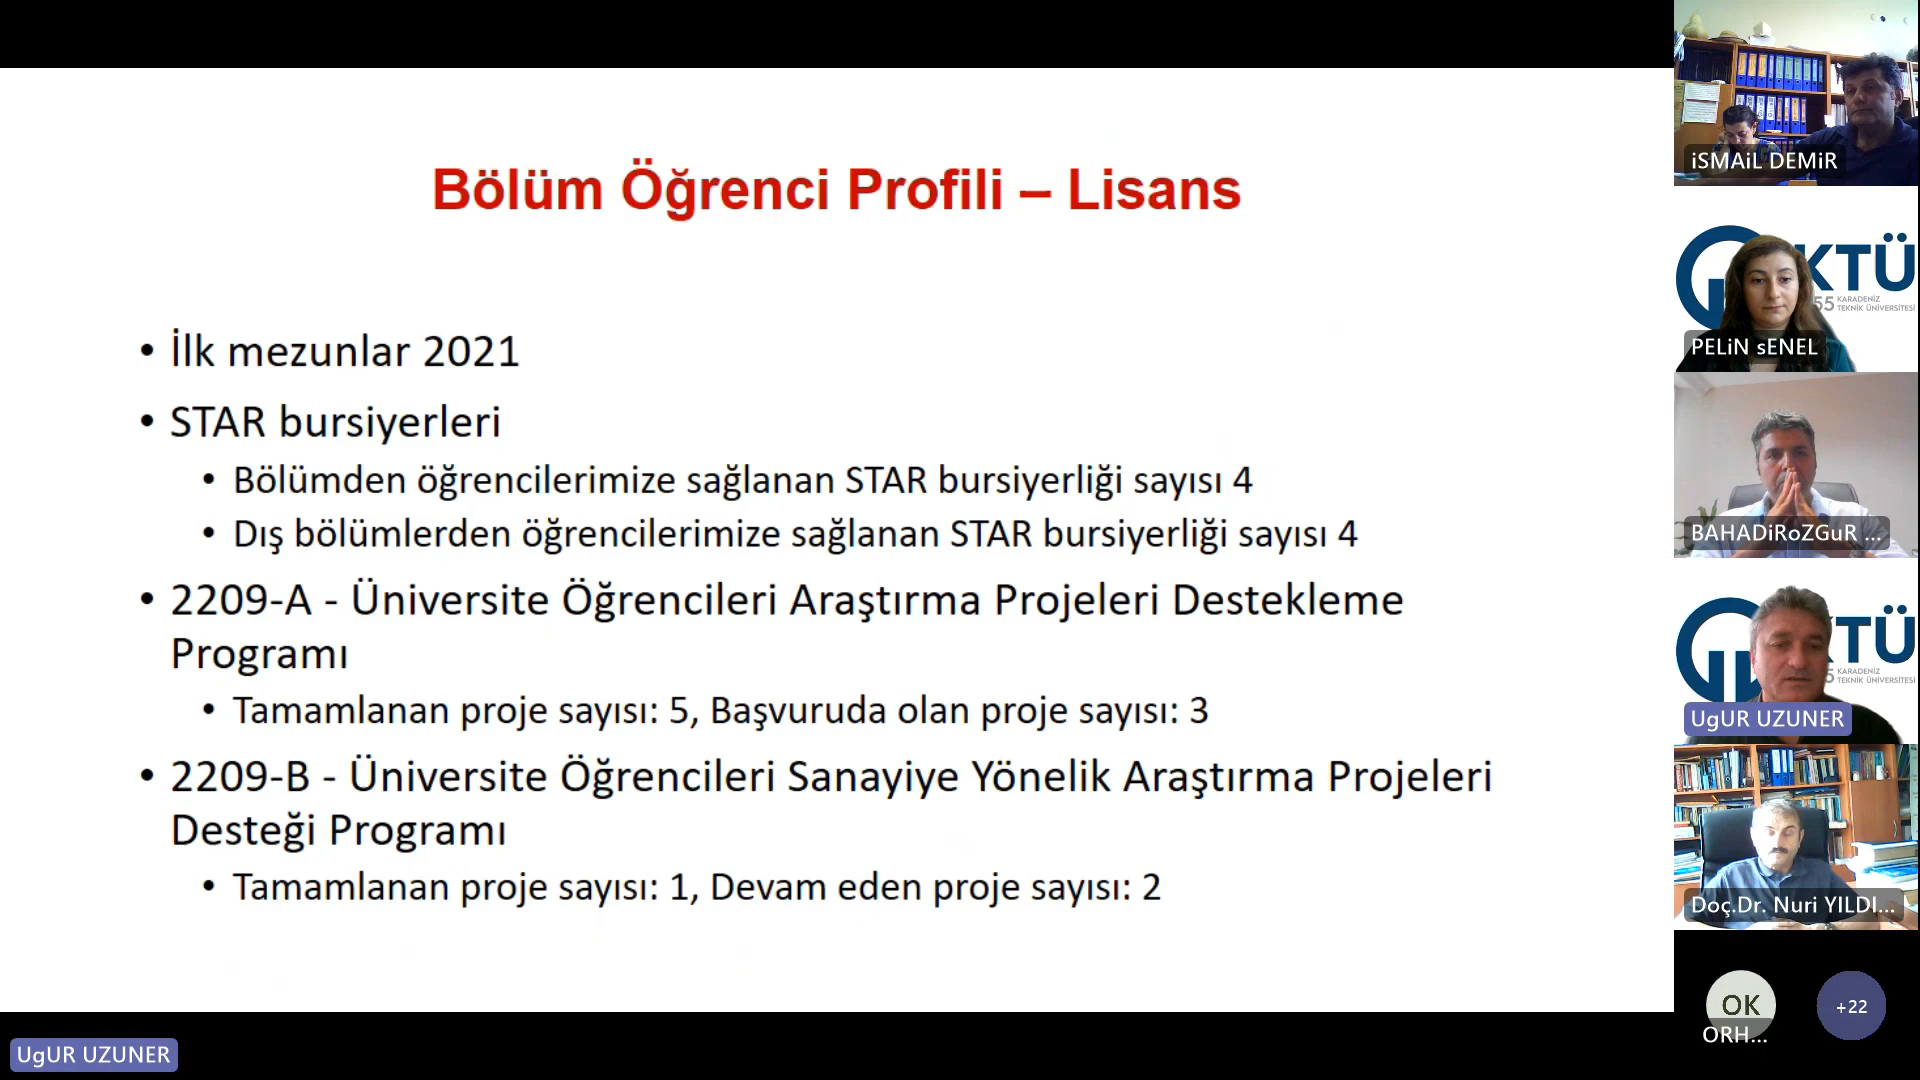 Bölüm Öğrenci Profili – Lisans
• İlk mezunlar 2021
• STAR bursiyerleri
• Bölümden öğrencilerimize sağlanan STAR bursiyerliği sayısı 4
• Dış bölümlerden öğrencilerimize sağlanan STAR bursiyerliği sayısı 4
• 2209-A - Üniversite Öğrencileri Araştırma Projeleri Destekleme
Programı
• Tamamlanan proje sayısı: 5, Başvuruda olan proje sayısı: 3
• 2209-B - Üniversite Öğrencileri Sanayiye Yönelik Araştırma Projeleri
Desteği Programı
• Tamamlanan proje sayısı: 1, Devam eden proje sayısı: 2
UgUR UZUNER
iSMAiL DEMiR
KTÜ
55 KARADENİZ
TEKNİK ÜNİVERSİTESİ
PELiN sENEL
BAHADiRoZGuR ...
TÜ
5 KARADENİZ
TEKNİK ÜNİVERSİTESİ
UgUR UZUNER
Doç.Dr. Nuri YILDI...
OK
ORH...
+22